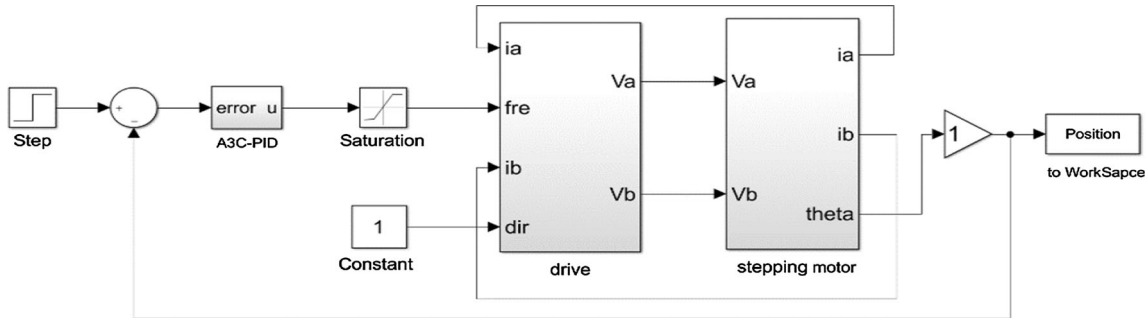 ia
ia
Va
Va
Position
error u
fre
1
+
−
ib
Step
A3C-PID
Saturation
to WorkSapce
ib
Vb
Vb
theta
1
dir
Constant
drive
stepping motor